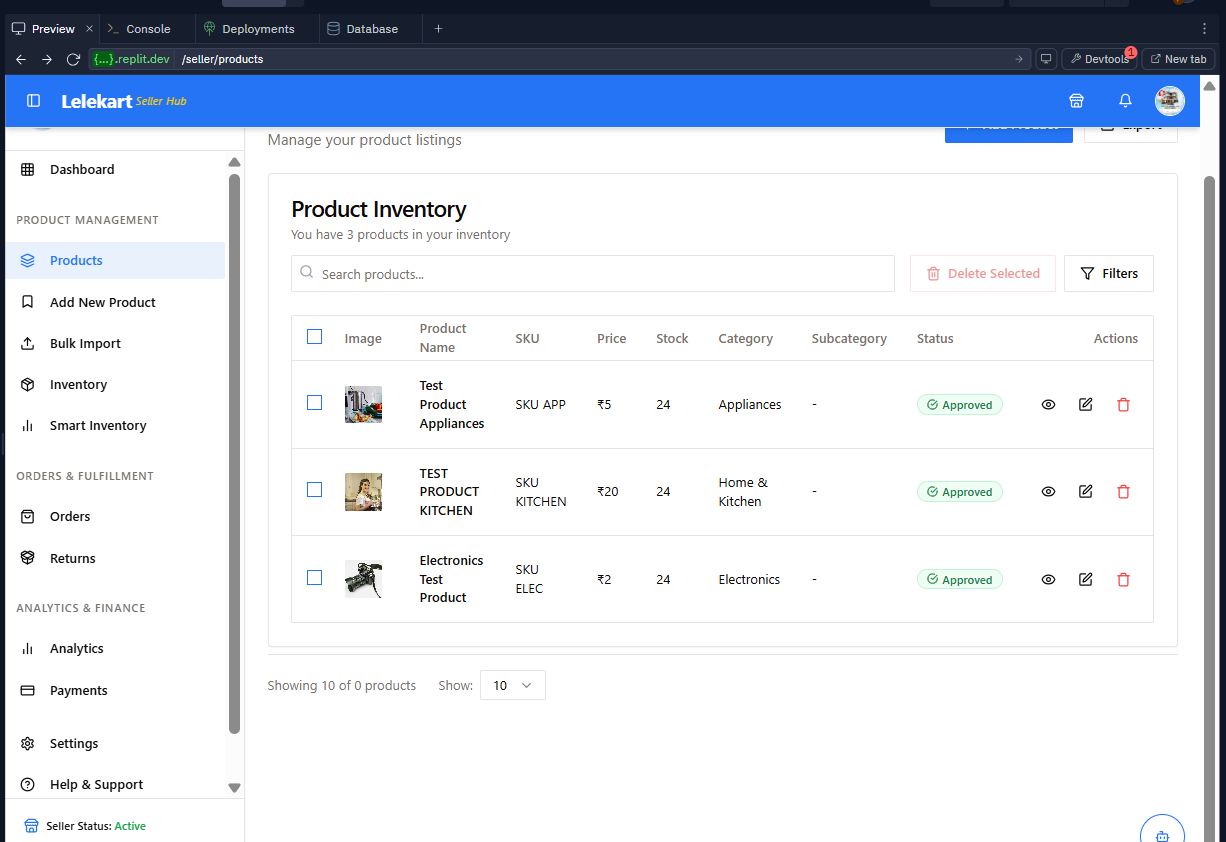 Preview
Console
Deployments
Database
{...}.replit.dev /seller/products
Devtools 1
New tab
Lelekart Seller Hub
Manage your product listings
Export
Dashboard
PRODUCT MANAGEMENT
Products
Add New Product
Bulk Import
Inventory
Smart Inventory
ORDERS & FULFILLMENT
Orders
Returns
ANALYTICS & FINANCE
Analytics
Payments
Settings
Help & Support
Seller Status: Active
Product Inventory
You have 3 products in your inventory
Search products...
Delete Selected
Filters
Image Product Name SKU Price Stock Category Subcategory Status Actions
Test
Product
Appliances
SKU APP ₹5 24 Appliances - Approved
TEST
PRODUCT
KITCHEN
SKU
KITCHEN
₹20 24
Home &
Kitchen
- Approved
Electronics
Test
Product
SKU
ELEC
₹2 24 Electronics - Approved
Showing 10 of 0 products Show: 10